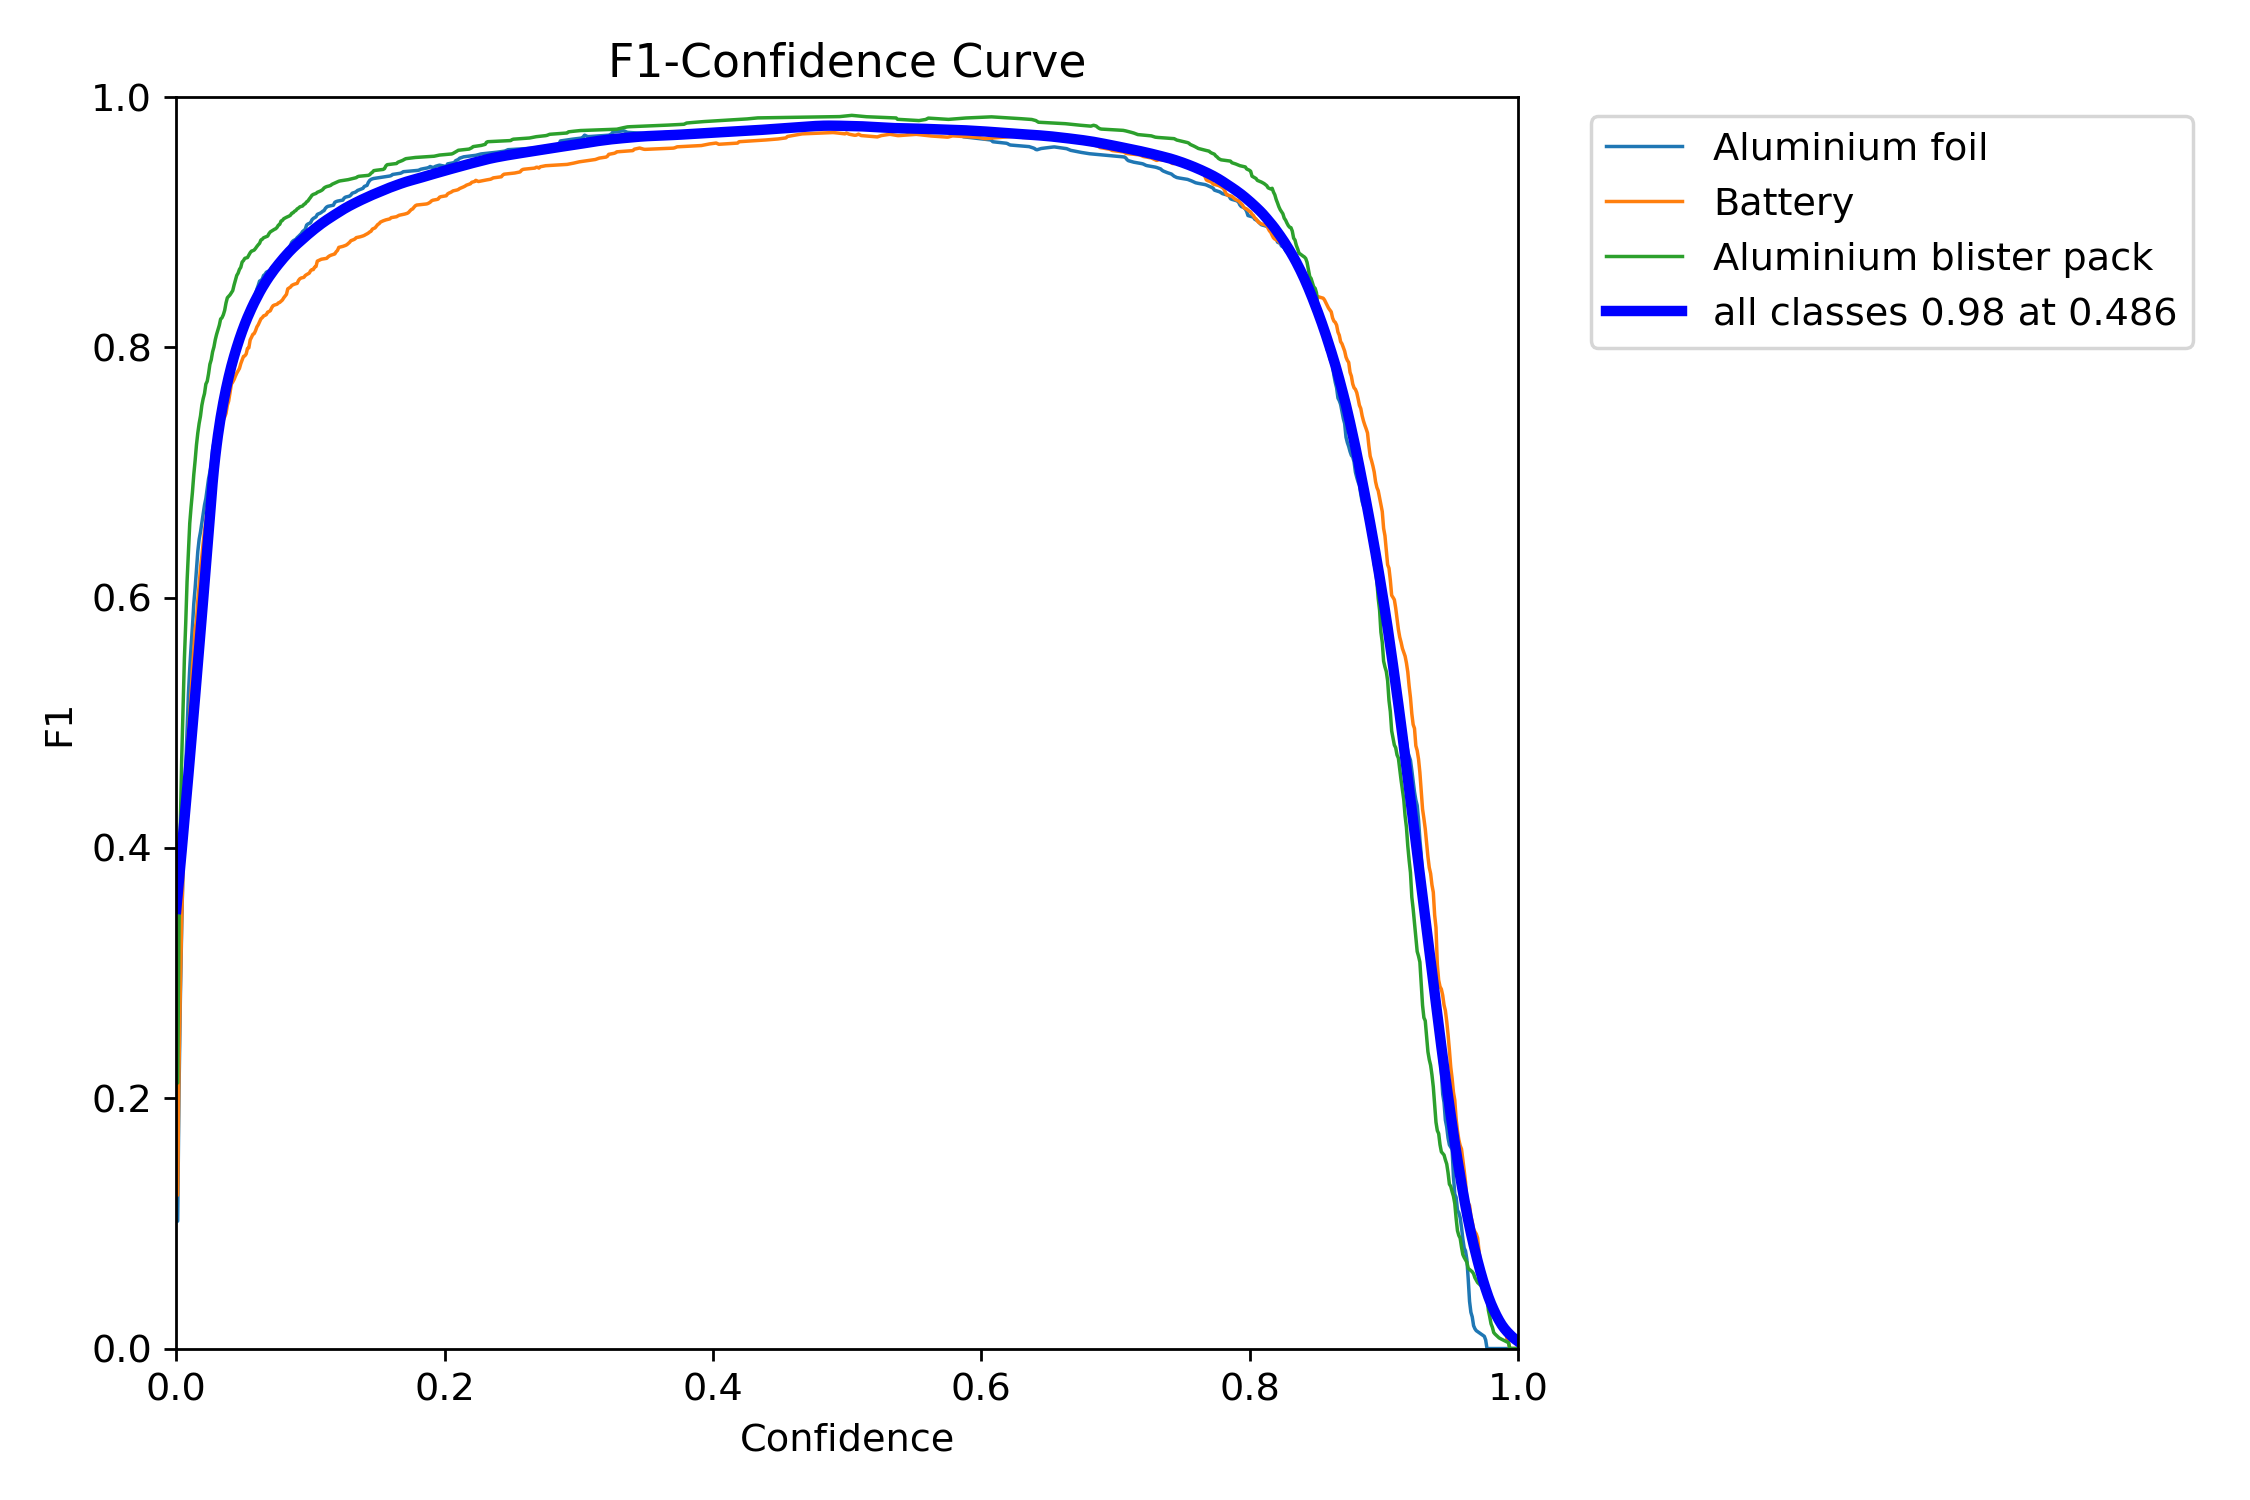 F1-Confidence Curve
1.0
0.8
0.6
0.4
0.2
0.0
F1
0.0 0.2 0.4 0.6 0.8 1.0
Confidence
Aluminium foil
Battery
Aluminium blister pack
all classes 0.98 at 0.486